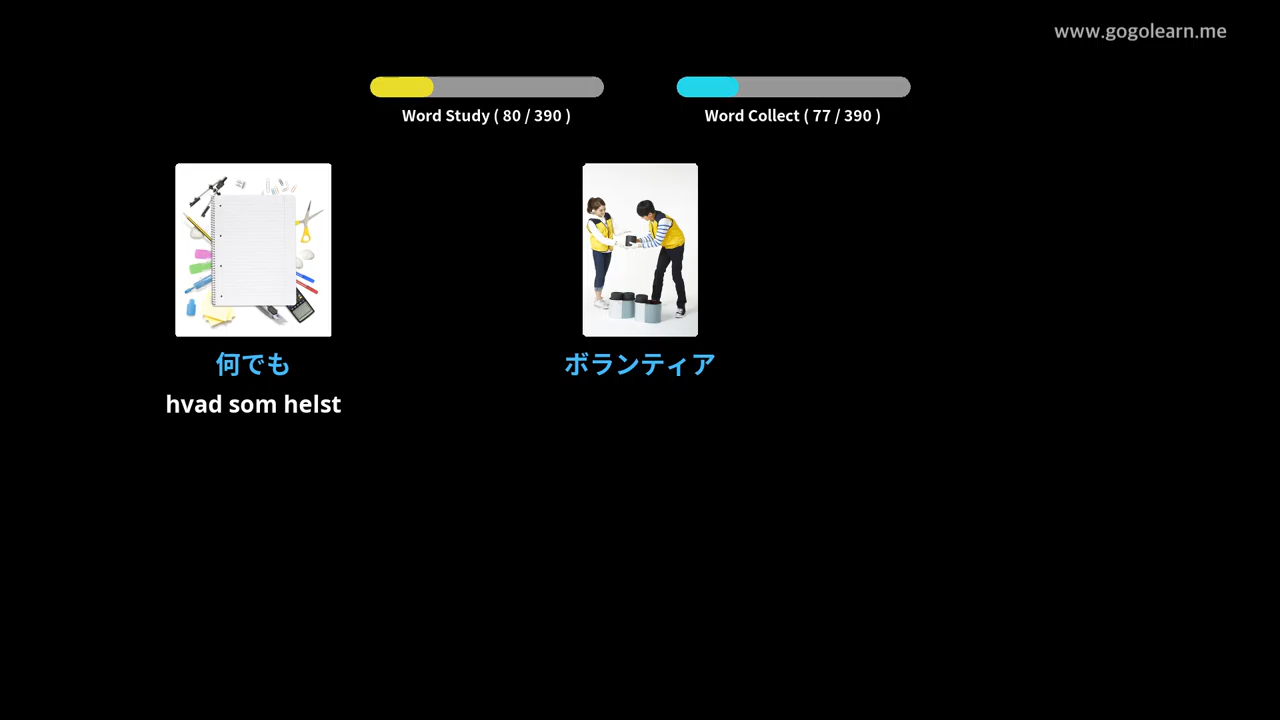 www.gogolearn.me
Word Study ( 80 / 390 )
Word Collect ( 77 / 390 )
何でも
ボランティア
hvad som helst